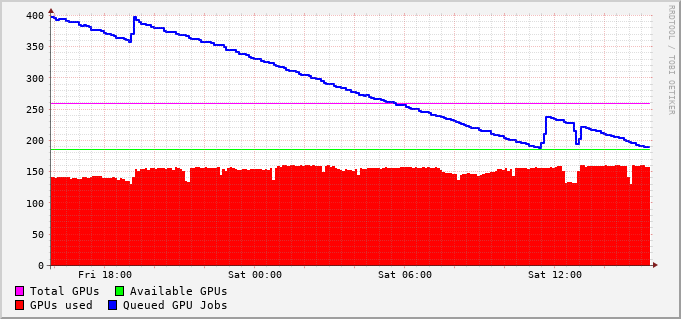 400
350
300
250
200
150
100
50
0
Fri 18:00 Sat 00:00 Sat 06:00 Sat 12:00
Total GPUs Available GPUs
GPUs used Queued GPU Jobs
RRDTOOL / TOBI OETIKER